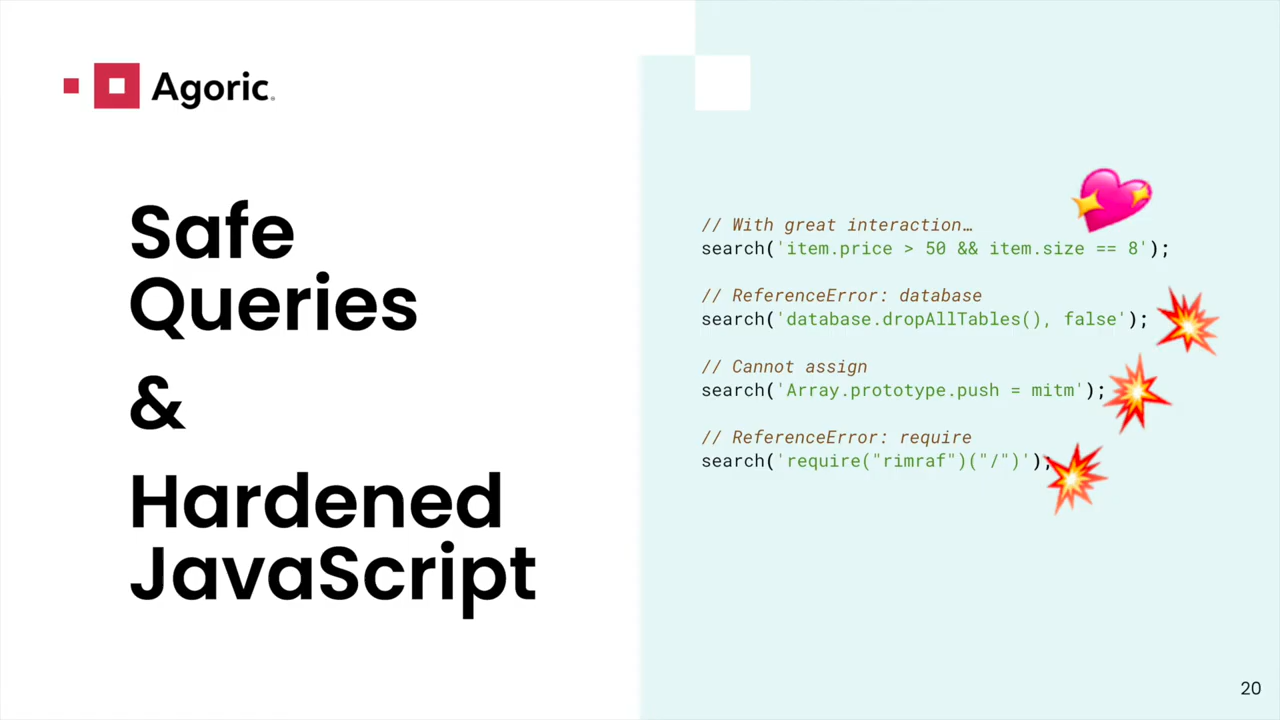 Agoric
Safe
Queries
&
Hardened
JavaScript
// With great interaction…
search('item.price > 50 && item.size == 8');
// ReferenceError: database
search('database.dropAllTables(), false');
// Cannot assign
search('Array.prototype.push = mitm');
// ReferenceError: require
search('require("rimraf")("/")');
20